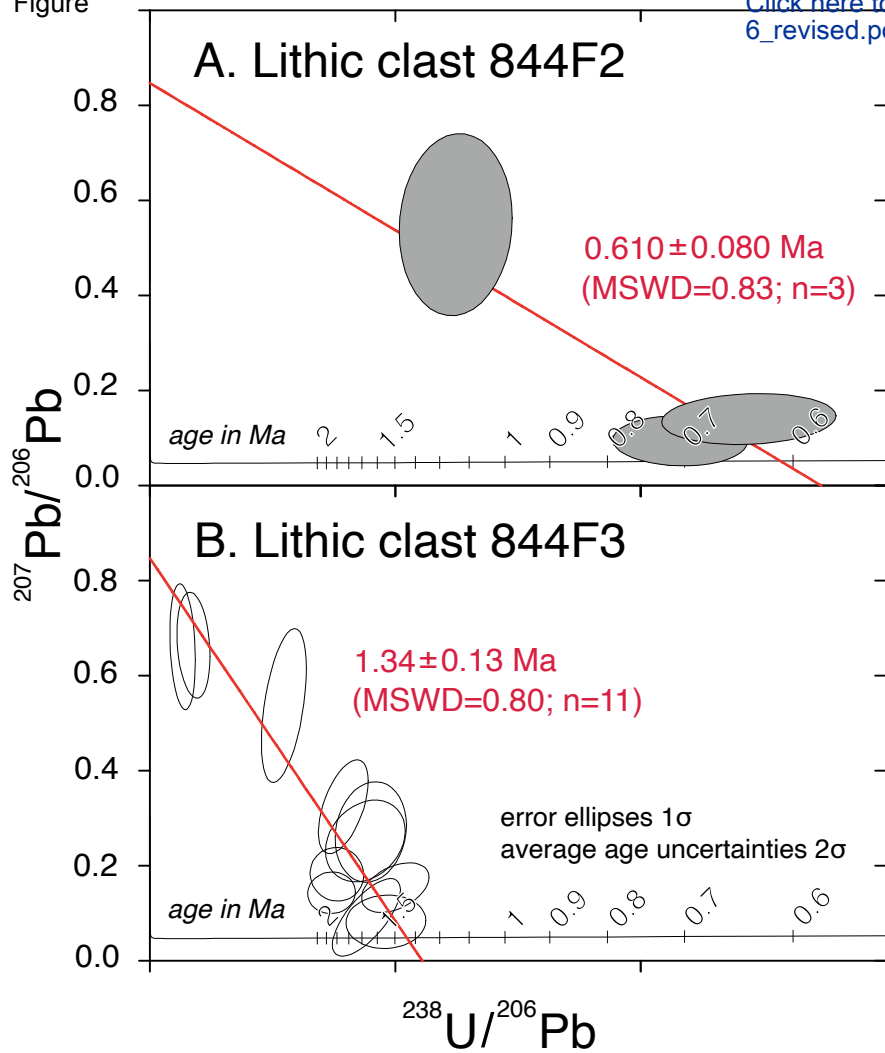 Figure
Click here to
6_revised.p
A. Lithic clast 844F2
0.8
0.6
0.4
0.2
0.0
0.610±0.080 Ma
(MSWD=0.83; n=3)
age in Ma
2 1.5 1 0.9 0.8 0.7 0.6
²⁰⁷Pb/²⁰⁶Pb
B. Lithic clast 844F3
0.8
0.6
0.4
0.2
0.0
1.34±0.13 Ma
(MSWD=0.80; n=11)
error ellipses 1σ
average age uncertainties 2σ
age in Ma
2 1.5 1 0.9 0.8 0.7 0.6
²³⁸U/²⁰⁶Pb